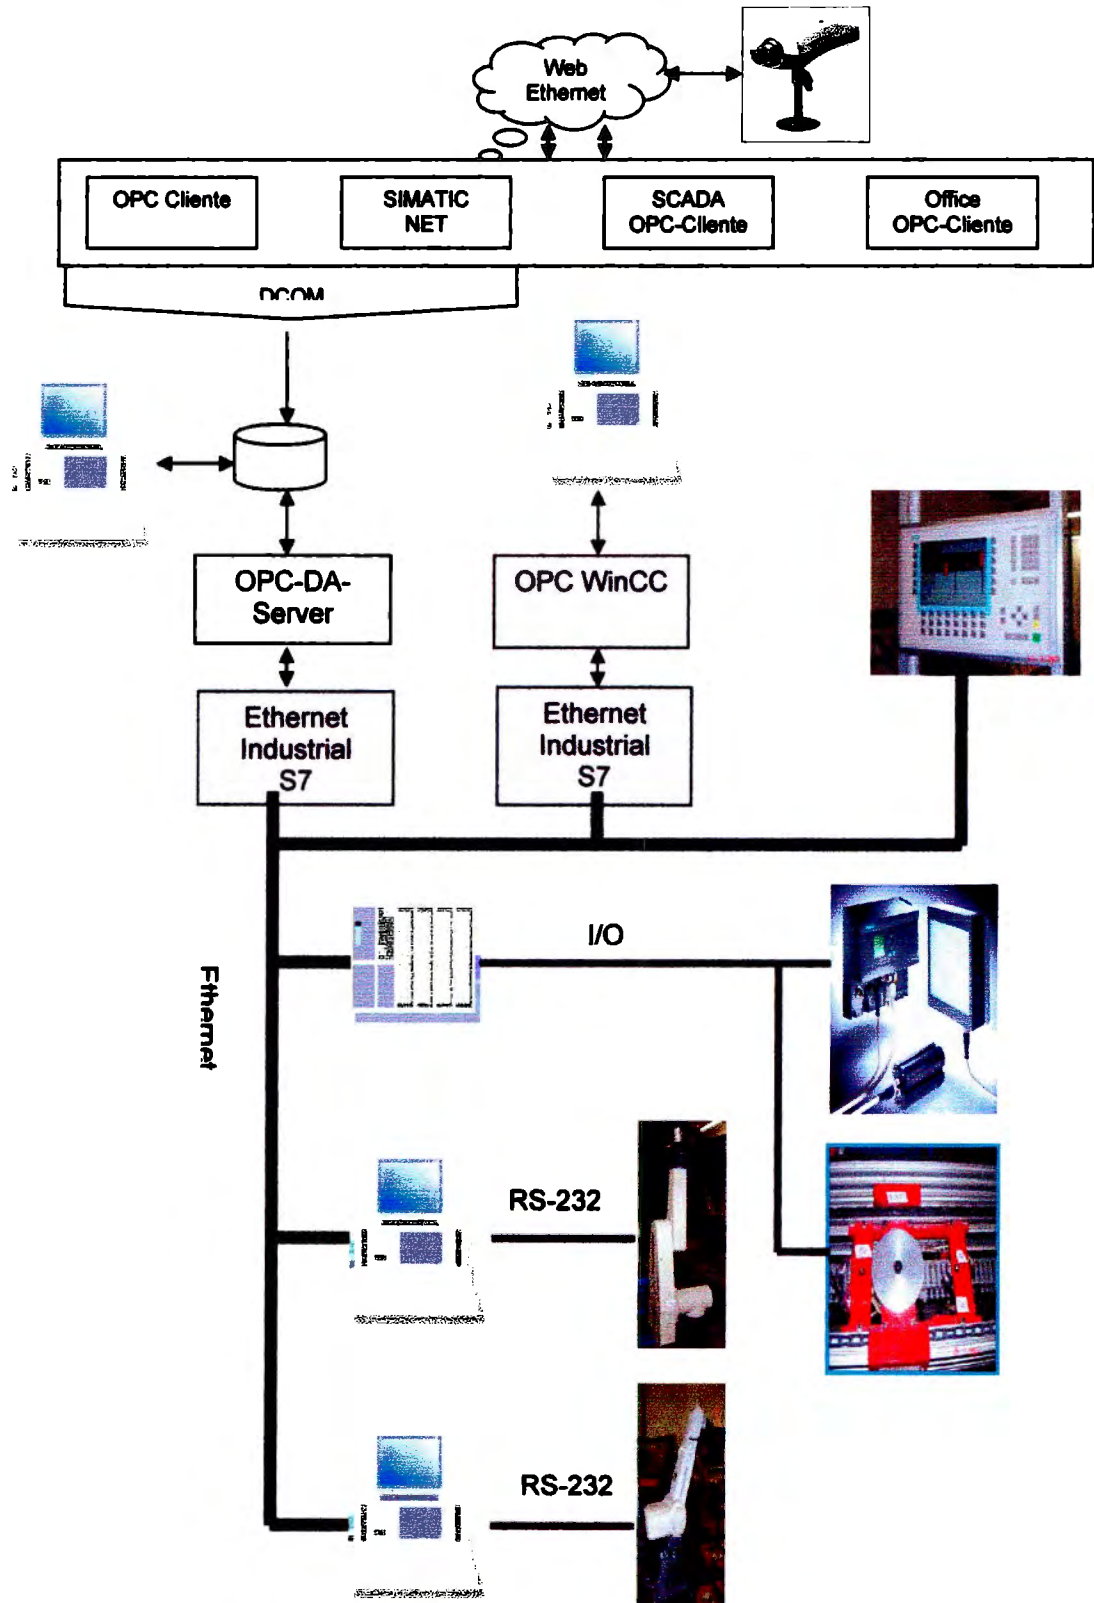 Web
Ethernet
OPC Cliente
SIMATIC
NET
SCADA
OPC-Cliente
Office
OPC-Cliente
DCOM
OPC-DA-
Server
OPC WinCC
Ethernet
Industrial
S7
Ethernet
Industrial
S7
I/O
Ethernet
RS-232
RS-232